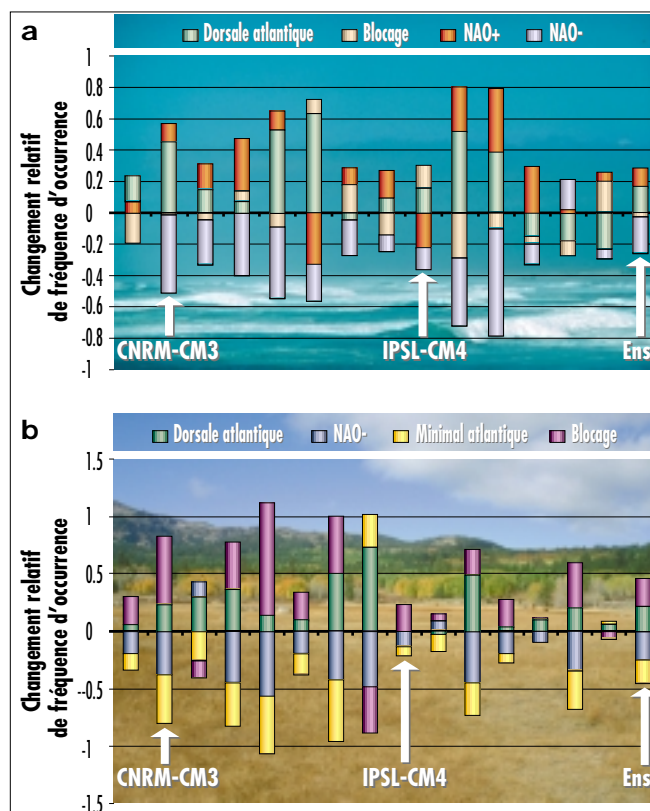 a
Dorsale atlantique Blocage NAO+ NAO-
Changement relatif
de fréquence d'occurrence
1
0.8
0.6
0.4
0.2
0
-0.2
-0.4
-0.6
-0.8
-1
CNRM-CM3 IPSL-CM4 Ens
b
Dorsale atlantique NAO- Minimal atlantique Blocage
Changement relatif
de fréquence d'occurrence
1.5
1
0.5
0
--0.5
-1
-1.5
CNRM-CM3 IPSL-CM4 Ens